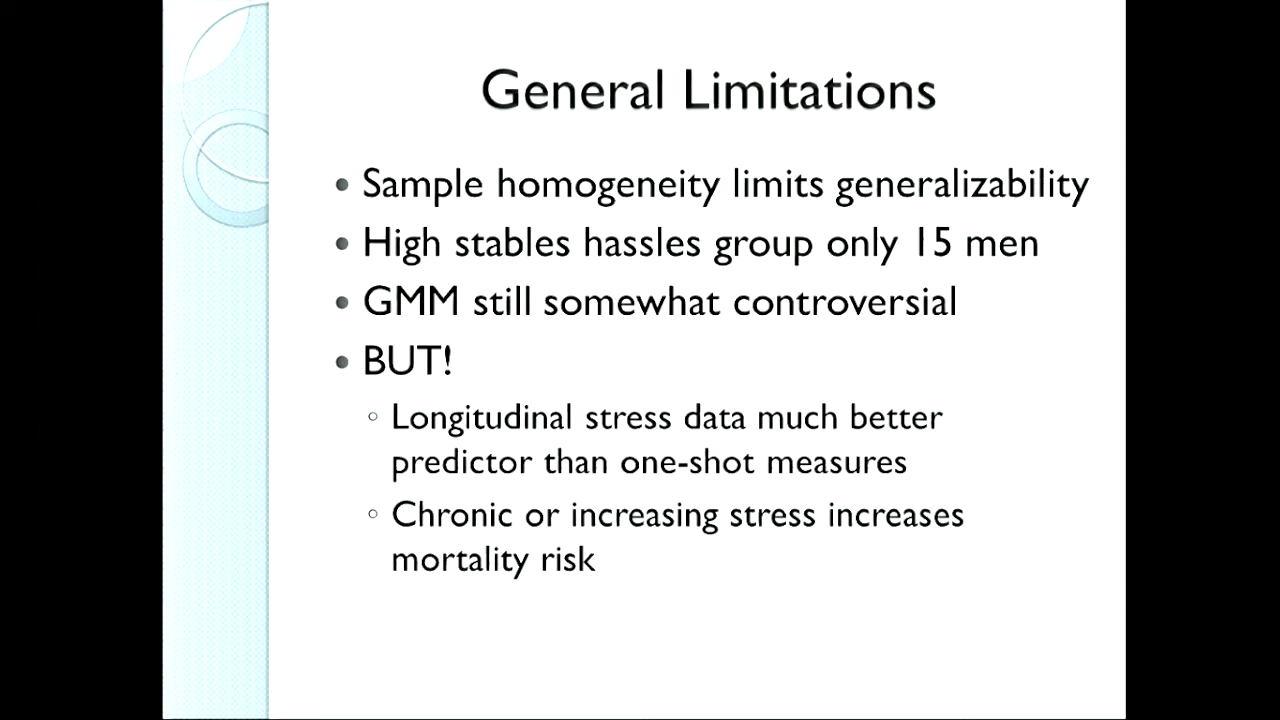 General Limitations
• Sample homogeneity limits generalizability
• High stables hassles group only 15 men
• GMM still somewhat controversial
• BUT!
◦ Longitudinal stress data much better
predictor than one-shot measures
◦ Chronic or increasing stress increases
mortality risk